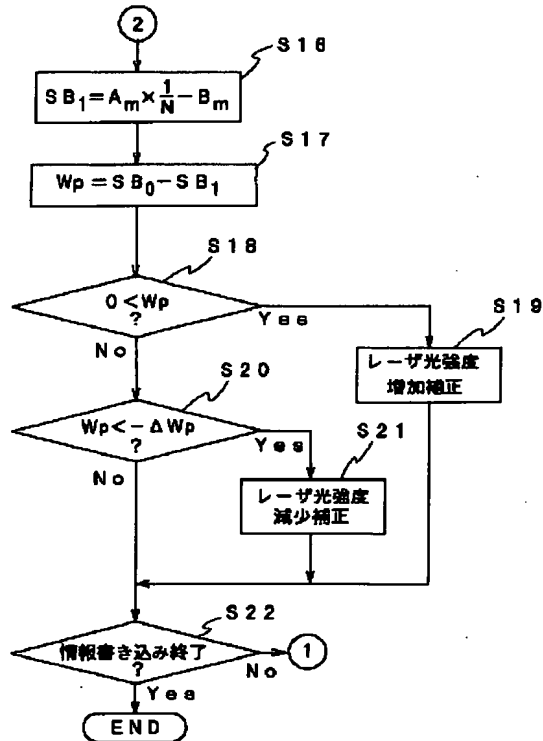 2
S16
SB₁=Aₘ×1/N-Bₘ
S17
Wp=SB₀-SB₁
S18
0<Wp
?
Yes
No
S19
レーザ光強度
増加補正
S20
Wp<-ΔWp
?
Yes
No
S21
レーザ光強度
減少補正
S22
情報書き込み終了
?
No
1
Yes
END